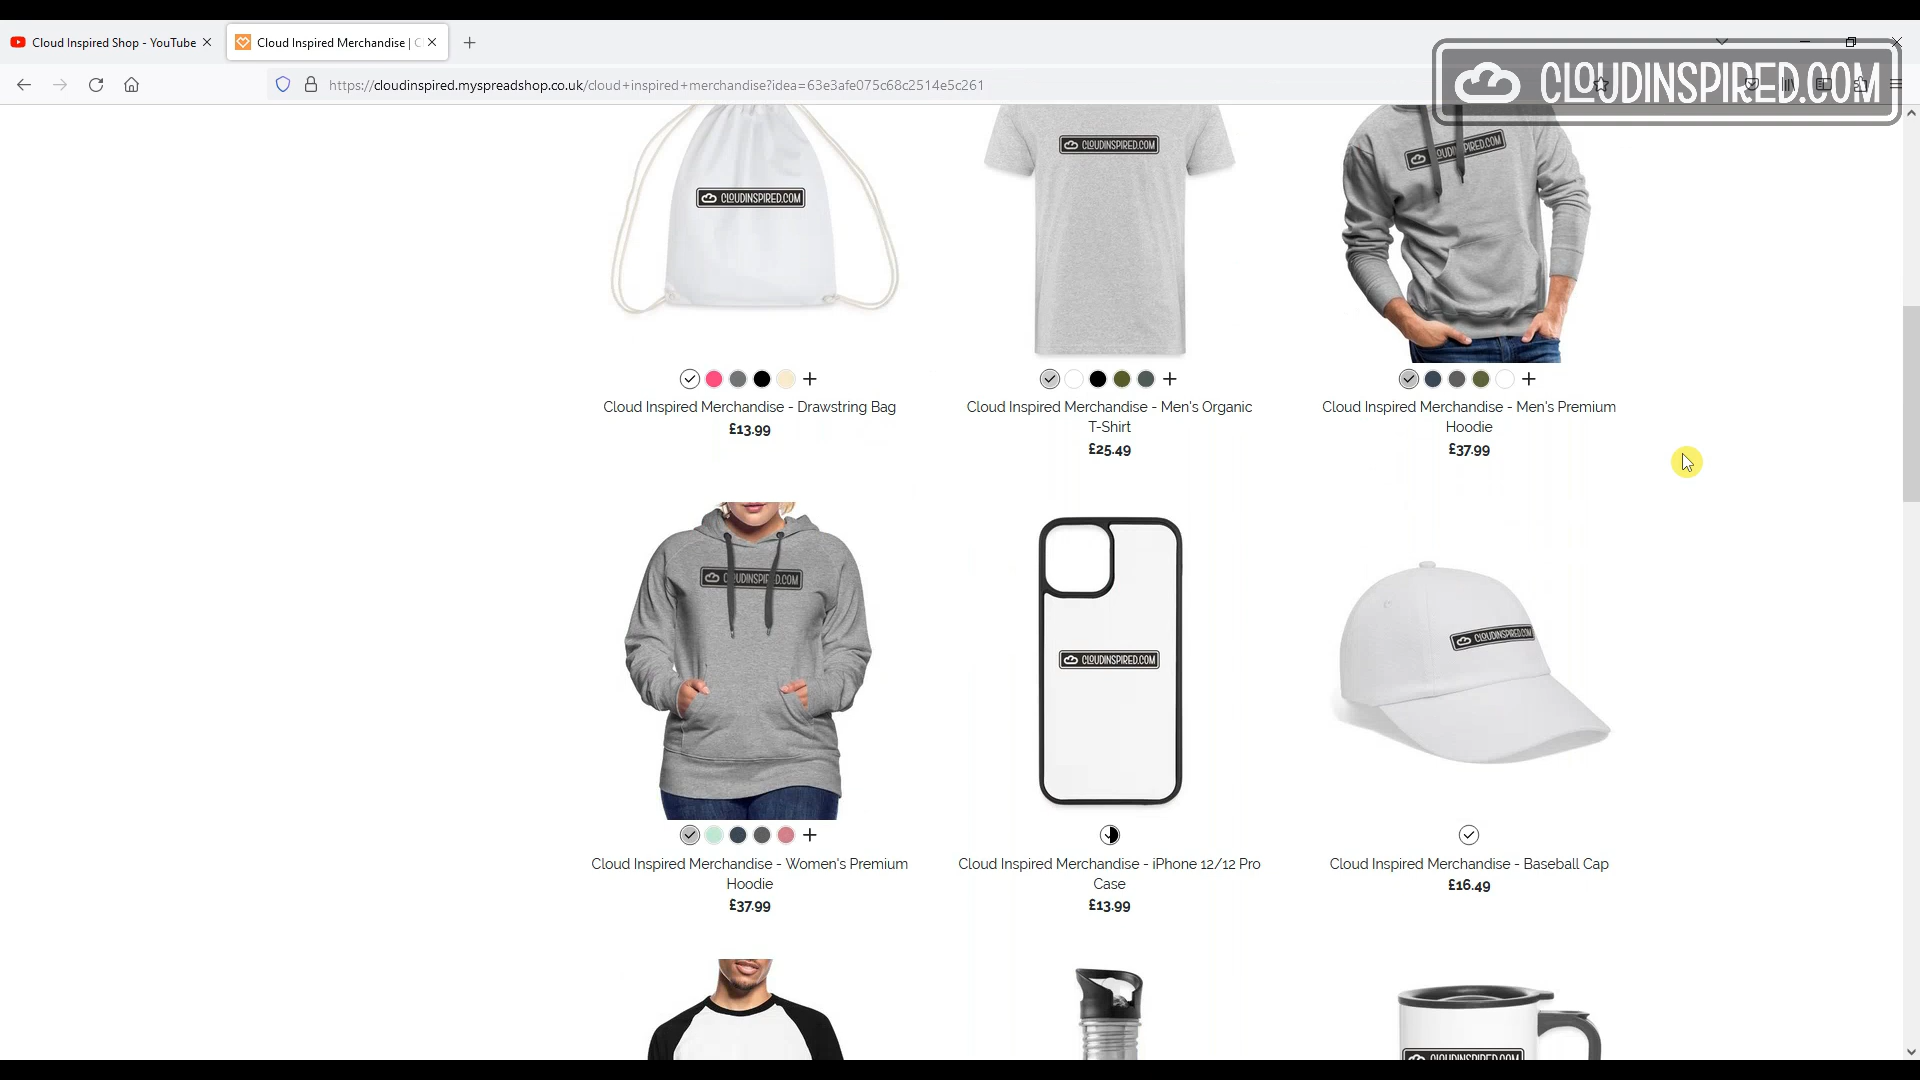 Cloud Inspired Shop - YouTube
Cloud Inspired Merchandise | C
https://cloudinspired.myspreadshop.co.uk/cloud+inspired+merchandise?idea=63e3afe075c68c2514e5c261
CLOUDINSPIRED.COM
CLOUDINSPIRED.COM
CLOUDINSPIRED.COM
CLOUDINSPIRED.COM
Cloud Inspired Merchandise - Drawstring Bag
£13.99
Cloud Inspired Merchandise - Men's Organic
T-Shirt
£25.49
Cloud Inspired Merchandise - Men's Premium
Hoodie
£37.99
CLOUDINSPIRED.COM
CLOUDINSPIRED.COM
CLOUDINSPIRED.COM
Cloud Inspired Merchandise - Women's Premium
Hoodie
£37.99
Cloud Inspired Merchandise - iPhone 12/12 Pro
Case
£13.99
Cloud Inspired Merchandise - Baseball Cap
£16.49
CLOUDINSPIRED.COM